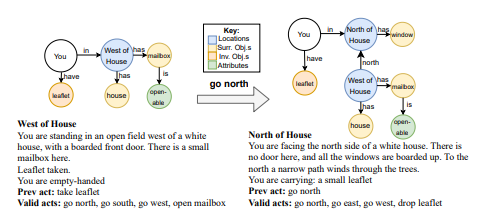 You
in
West of
House
has
mailbox
have
has
is
leaflet
house
open-
able
Key:
Locations
Surr. Obj.s
Inv. Obj.s
Attributes
go north
You
in
North of
House
has
window
have
north
leaflet
West of
House
has
mailbox
has
is
house
open-
able
West of House
You are standing in an open field west of a white
house, with a boarded front door. There is a small
mailbox here.
Leaflet taken.
You are empty-handed
Prev act: take leaflet
Valid acts: go north, go south, go west, open mailbox
North of House
You are facing the north side of a white house. There is
no door here, and all the windows are boarded up. To the
north a narrow path winds through the trees.
You are carrying: a small leaflet
Prev act: go north
Valid acts: go north, go east, go west, drop leaflet